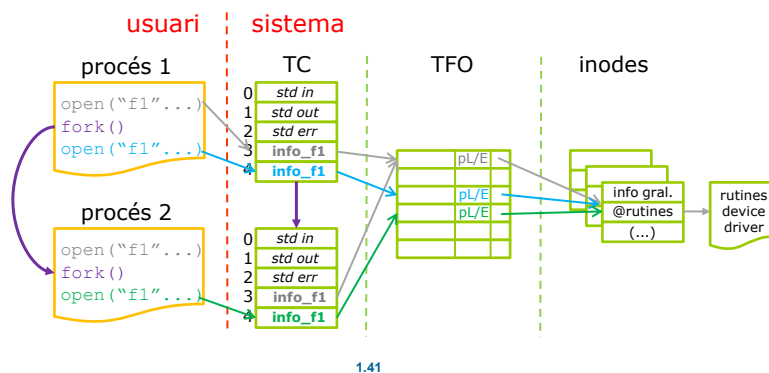 usuari sistema
procés 1 TC TFO inodes
open("f1"...)
fork()
open("f1"...)
0 std in
1 std out
2 std err
3 info_f1
4 info_f1
pL/E
pL/E
pL/E
info gral.
@rutines
(...)
rutines
device
driver
procés 2
open("f1"...)
fork()
open("f1"...)
0 std in
1 std out
2 std err
3 info_f1
4 info_f1
1.41